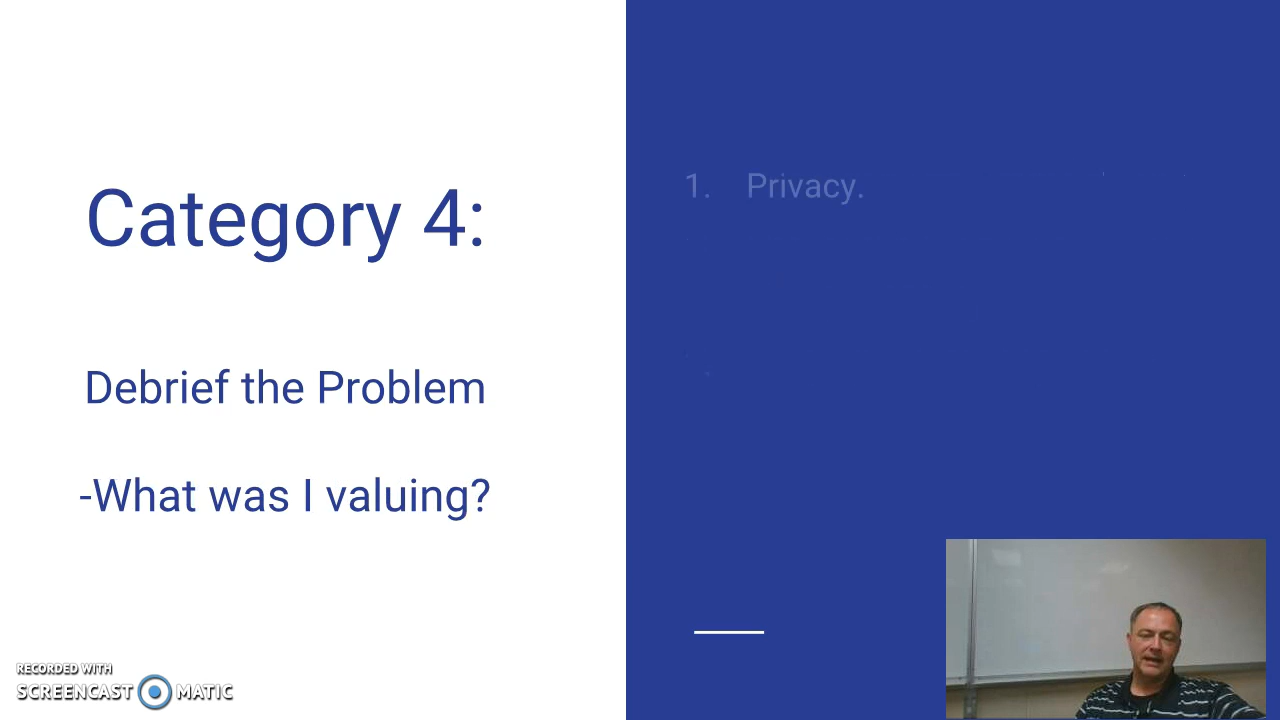 Category 4:
Debrief the Problem
-What was I valuing?
1. Privacy.
RECORDED WITH
SCREENCAST MATIC